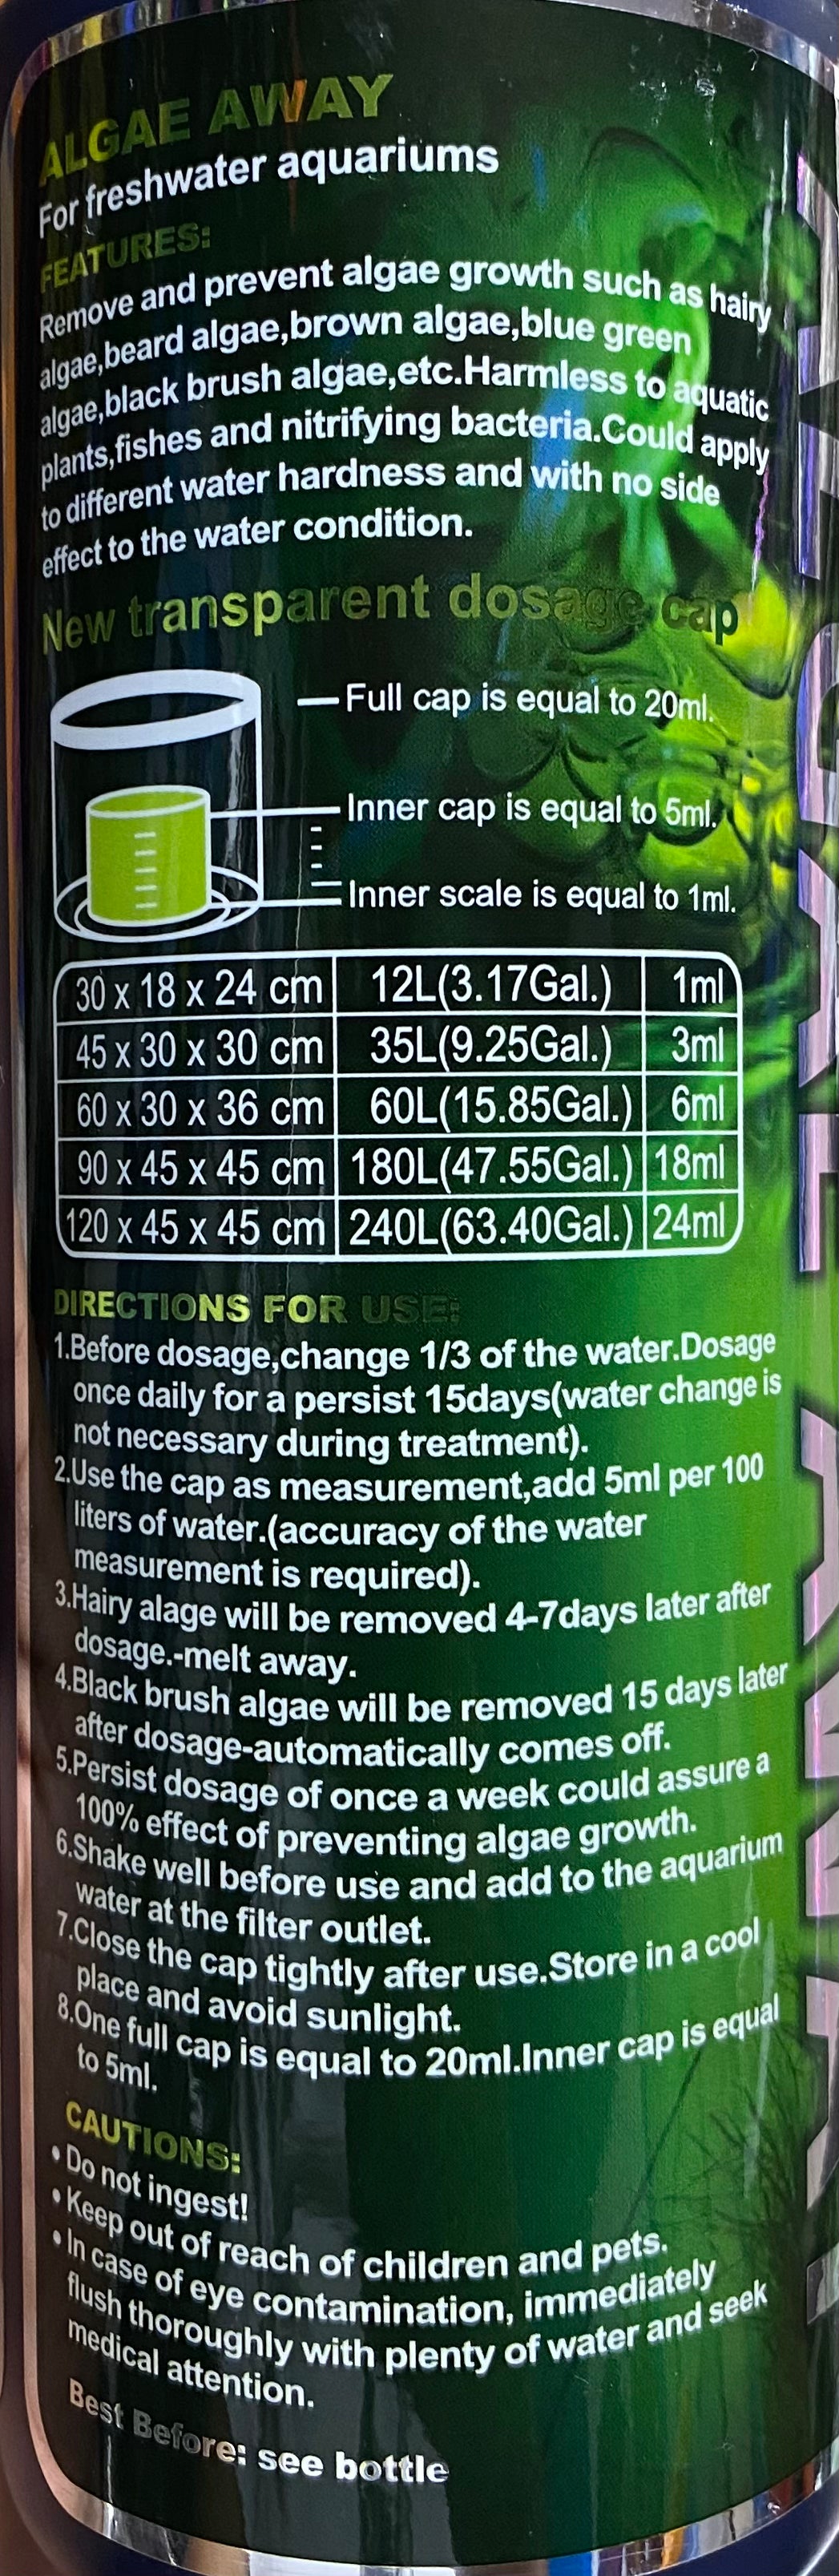 ALGAE AWAY
For freshwater aquariums
FEATURES:
Remove and prevent algae growth such as hairy
algae,beard algae,brown algae,blue green
algae,black brush algae,etc.Harmless to aquatic
plants,fishes and nitrifying bacteria.Could apply
to different water hardness and with no side
effect to the water condition.
New transparent dosage cap
Full cap is equal to 20ml.
Inner cap is equal to 5ml.
Inner scale is equal to 1ml.
30 x 18 x 24 cm 12L(3.17Gal.) 1ml
45 x 30 x 30 cm 35L(9.25Gal.) 3ml
60 x 30 x 36 cm 60L(15.85Gal.) 6ml
90 x 45 x 45 cm 180L(47.55Gal.) 18ml
120 x 45 x 45 cm 240L(63.40Gal.) 24ml
DIRECTIONS FOR USE:
1.Before dosage,change 1/3 of the water.Dosage
once daily for a persist 15days(water change is
not necessary during treatment).
2.Use the cap as measurement,add 5ml per 100
liters of water.(accuracy of the water
measurement is required).
3.Hairy alage will be removed 4-7days later after
dosage.-melt away.
4.Black brush algae will be removed 15 days later
after dosage-automatically comes off.
5.Persist dosage of once a week could assure a
100% effect of preventing algae growth.
6.Shake well before use and add to the aquarium
water at the filter outlet.
7.Close the cap tightly after use.Store in a cool
place and avoid sunlight.
8.One full cap is equal to 20ml.Inner cap is equal
to 5ml.
CAUTIONS:
• Do not ingest!
• Keep out of reach of children and pets.
• In case of eye contamination, immediately
flush thoroughly with plenty of water and seek
medical attention.
Best Before: see bottle